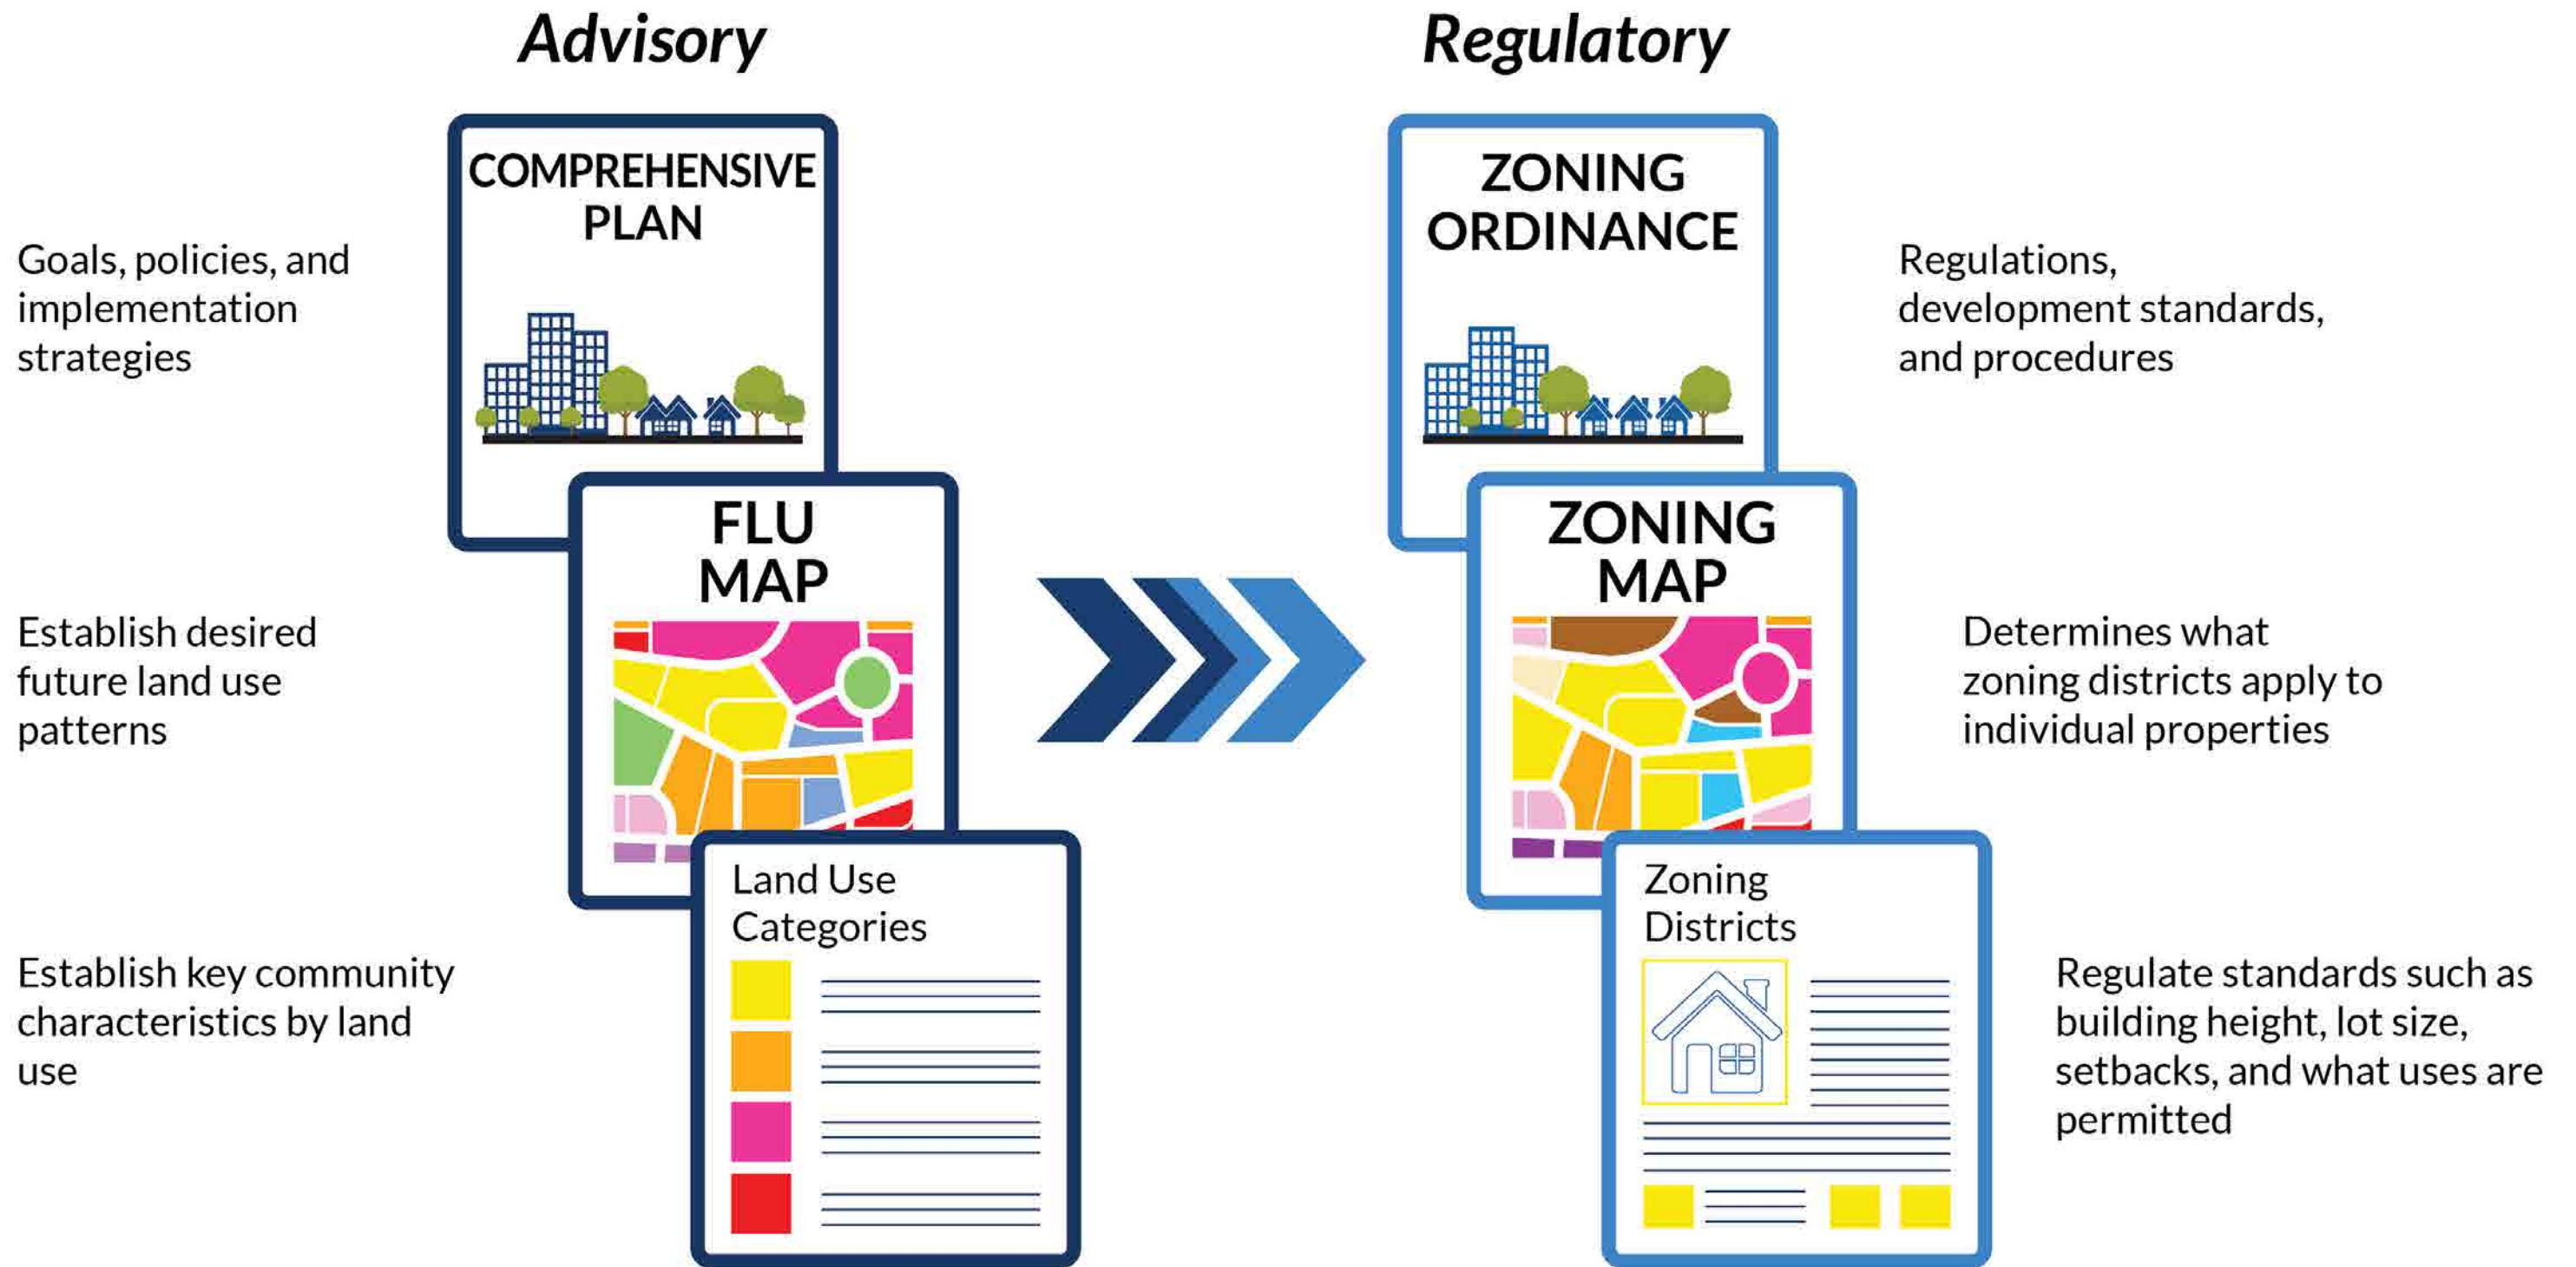 Advisory
COMPREHENSIVE
PLAN
Goals, policies, and
implementation
strategies
FLU
MAP
Establish desired
future land use
patterns
Land Use
Categories
Establish key community
characteristics by land
use
Regulatory
ZONING
ORDINANCE
Regulations,
development standards,
and procedures
ZONING
MAP
Determines what
zoning districts apply to
individual properties
Zoning
Districts
Regulate standards such as
building height, lot size,
setbacks, and what uses are
permitted